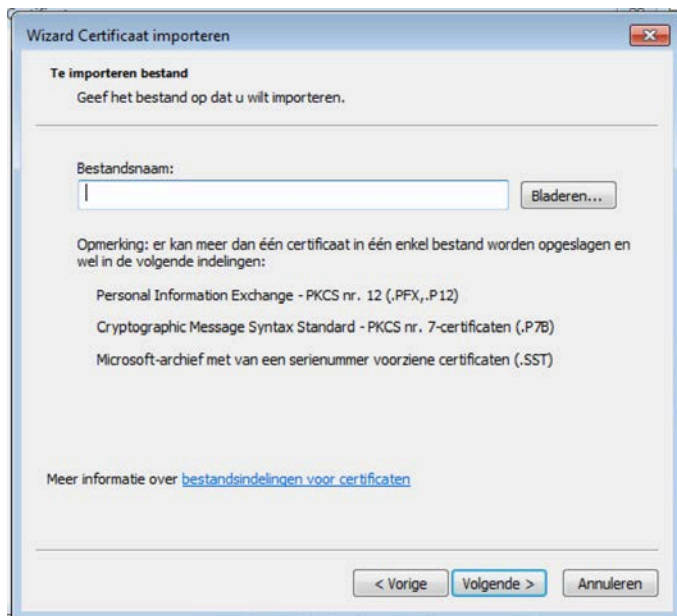 Wizard Certificaat importeren
Te importeren bestand
Geef het bestand op dat u wilt importeren.
Bestandsnaam:
Bladeren...
Opmerking: er kan meer dan één certificaat in één enkel bestand worden opgeslagen en
wel in de volgende indelingen:
Personal Information Exchange - PKCS nr. 12 (.PFX,.P12)
Cryptographic Message Syntax Standard - PKCS nr. 7-certificaten (.P7B)
Microsoft-archief met van een serienummer voorziene certificaten (.SST)
Meer informatie over bestandsindelingen voor certificaten
< Vorige
Volgende >
Annuleren